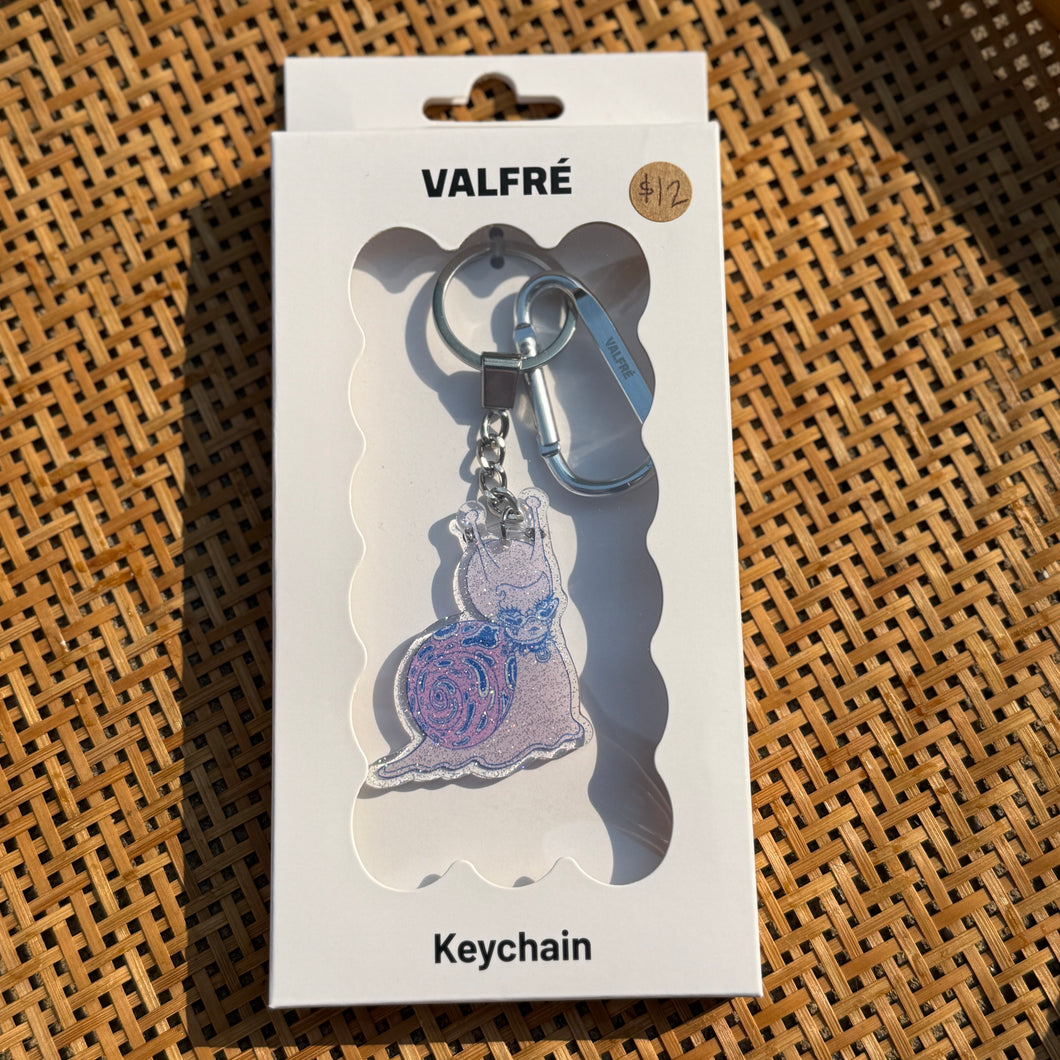 VALFRÉ
$12
VALFRÉ
Keychain